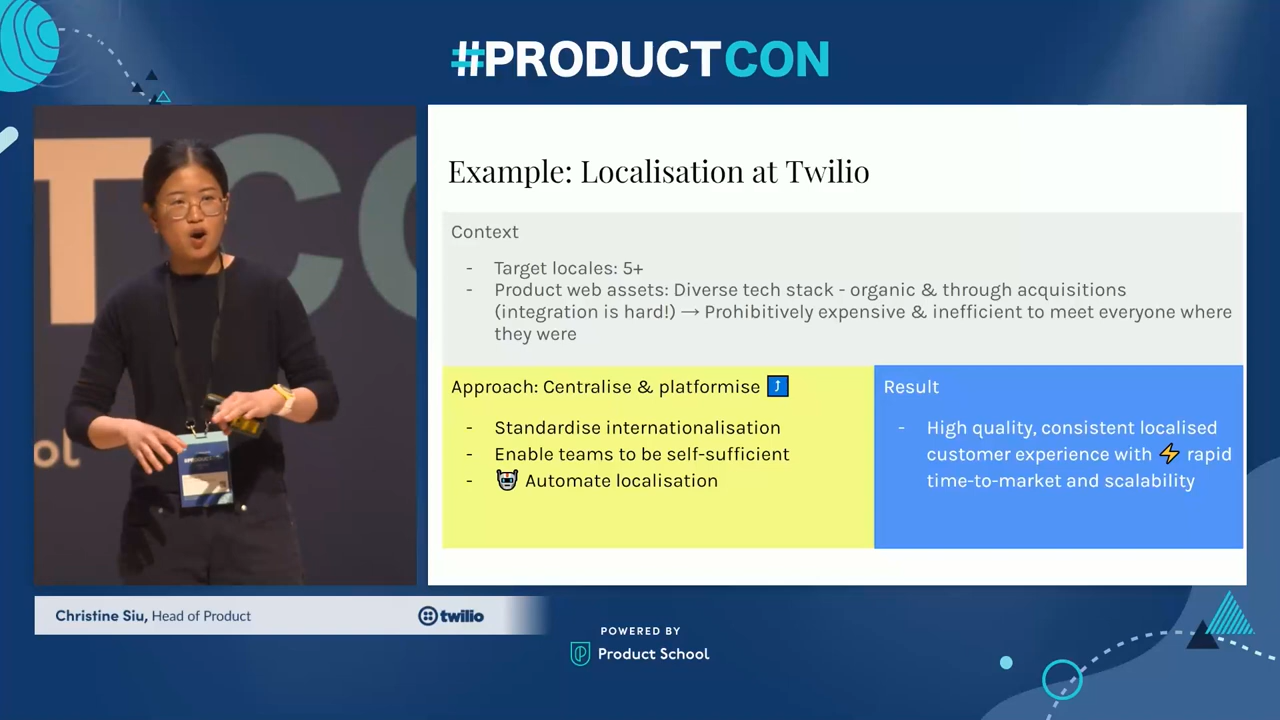 #PRODUCTCON
Example: Localisation at Twilio
Context
- Target locales: 5+
- Product web assets: Diverse tech stack - organic & through acquisitions
(integration is hard!) → Prohibitively expensive & inefficient to meet everyone where
they were
Approach: Centralise & platformise ⤴️
- Standardise internationalisation
- Enable teams to be self-sufficient
- 🤖 Automate localisation
Result
- High quality, consistent localised
customer experience with ⚡ rapid
time-to-market and scalability
T CO
ol
Christine Siu, Head of Product
twilio
POWERED BY
Product School